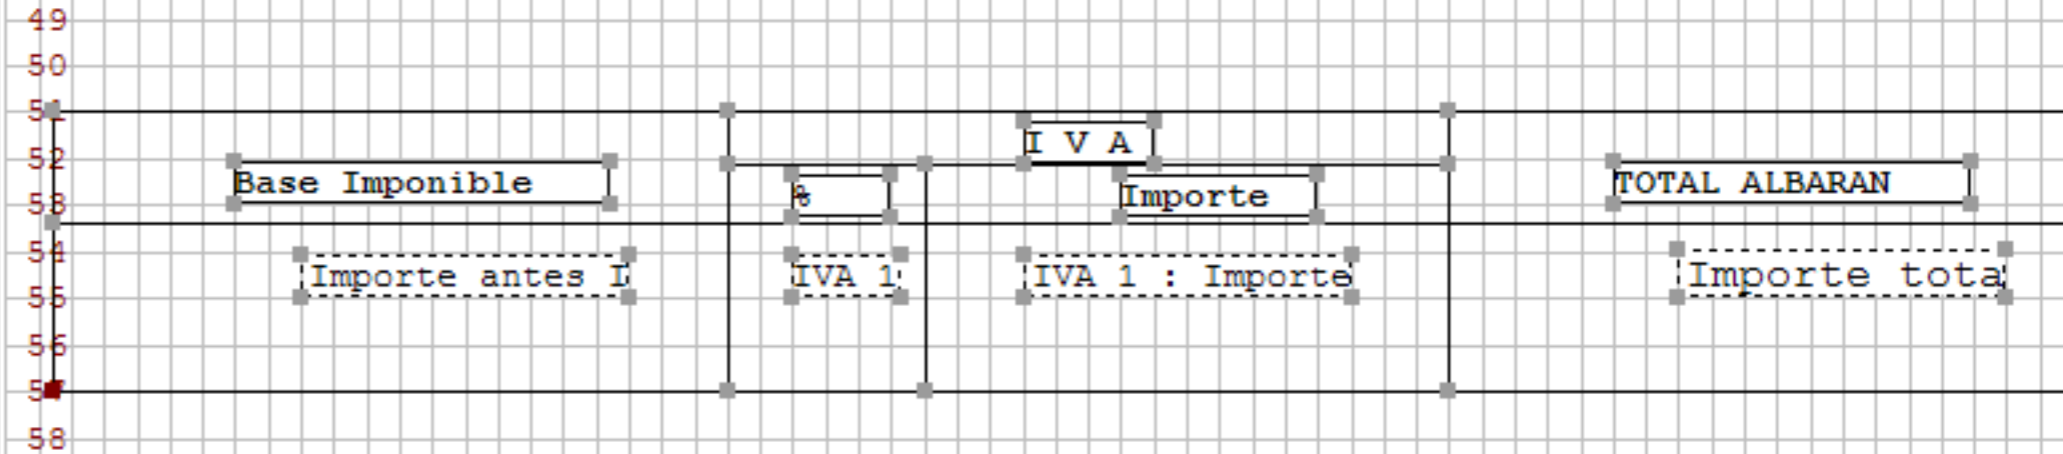 49
50
51
I V A
52
Base Imponible
%
Importe
TOTAL ALBARAN
53
54
Importe antes I
IVA 1
IVA 1 : Importe
Importe tota
55
56
57
58